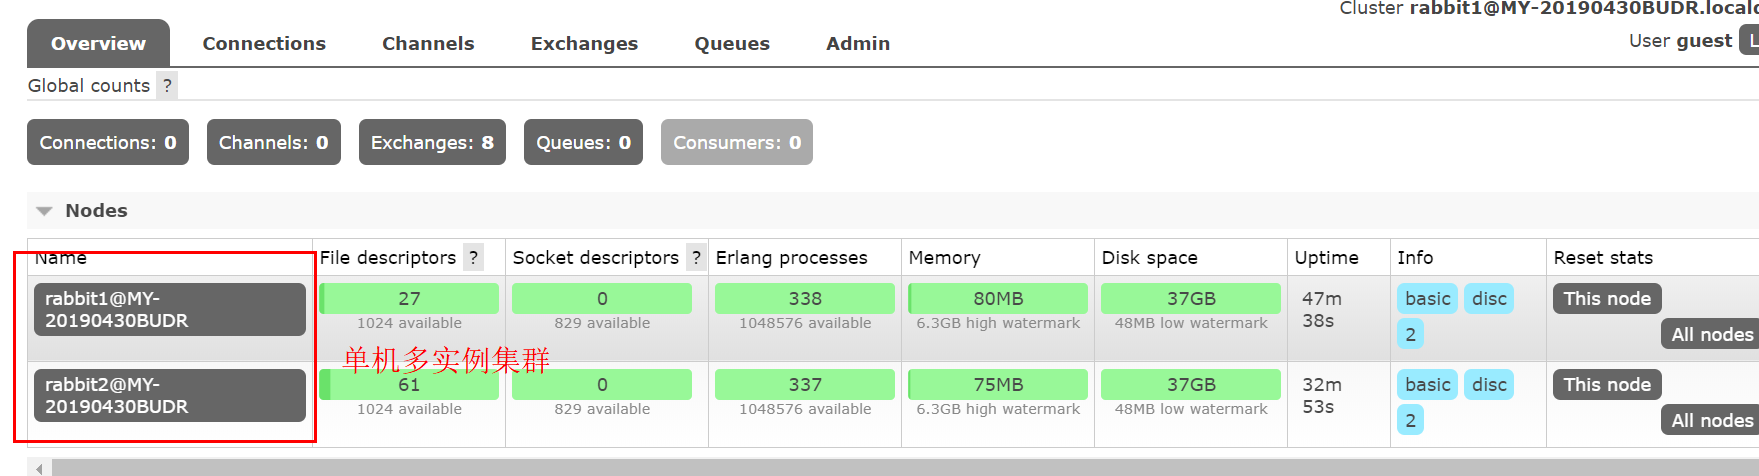 Cluster rabbit1@MY-20190430BUDR.local
Overview Connections Channels Exchanges Queues Admin
User guest
Global counts ?
Connections: 0 Channels: 0 Exchanges: 8 Queues: 0 Consumers: 0
Nodes
Name File descriptors ? Socket descriptors ? Erlang processes Memory Disk space Uptime Info Reset stats
rabbit1@MY-20190430BUDR 27 0 338 80MB 37GB 47m 38s basic disc 2 This node All nodes
1024 available 829 available 1048576 available 6.3GB high watermark 48MB low watermark
单机多实例集群
rabbit2@MY-20190430BUDR 61 0 337 75MB 37GB 32m 53s basic disc 2 This node All nodes
1024 available 829 available 1048576 available 6.3GB high watermark 48MB low watermark